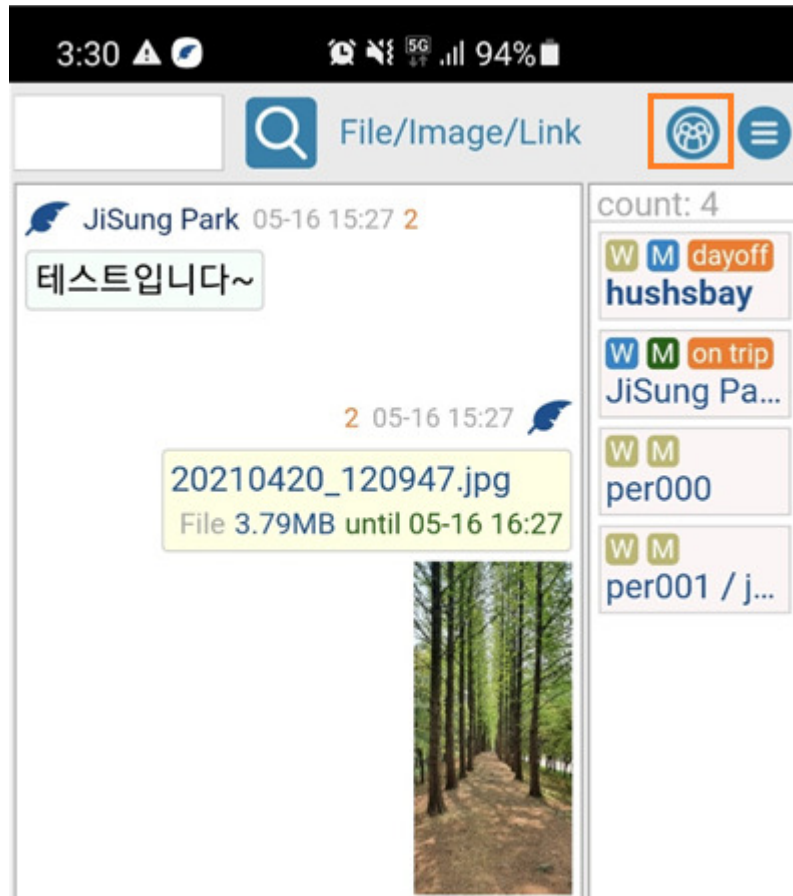 3:30 5G 94%
File/Image/Link
JiSung Park 05-16 15:27 2
테스트입니다~
2 05-16 15:27
20210420_120947.jpg
File 3.79MB until 05-16 16:27
count: 4
W M dayoff
hushsbay
W M on trip
JiSung Pa...
W M
per000
W M
per001 / j...